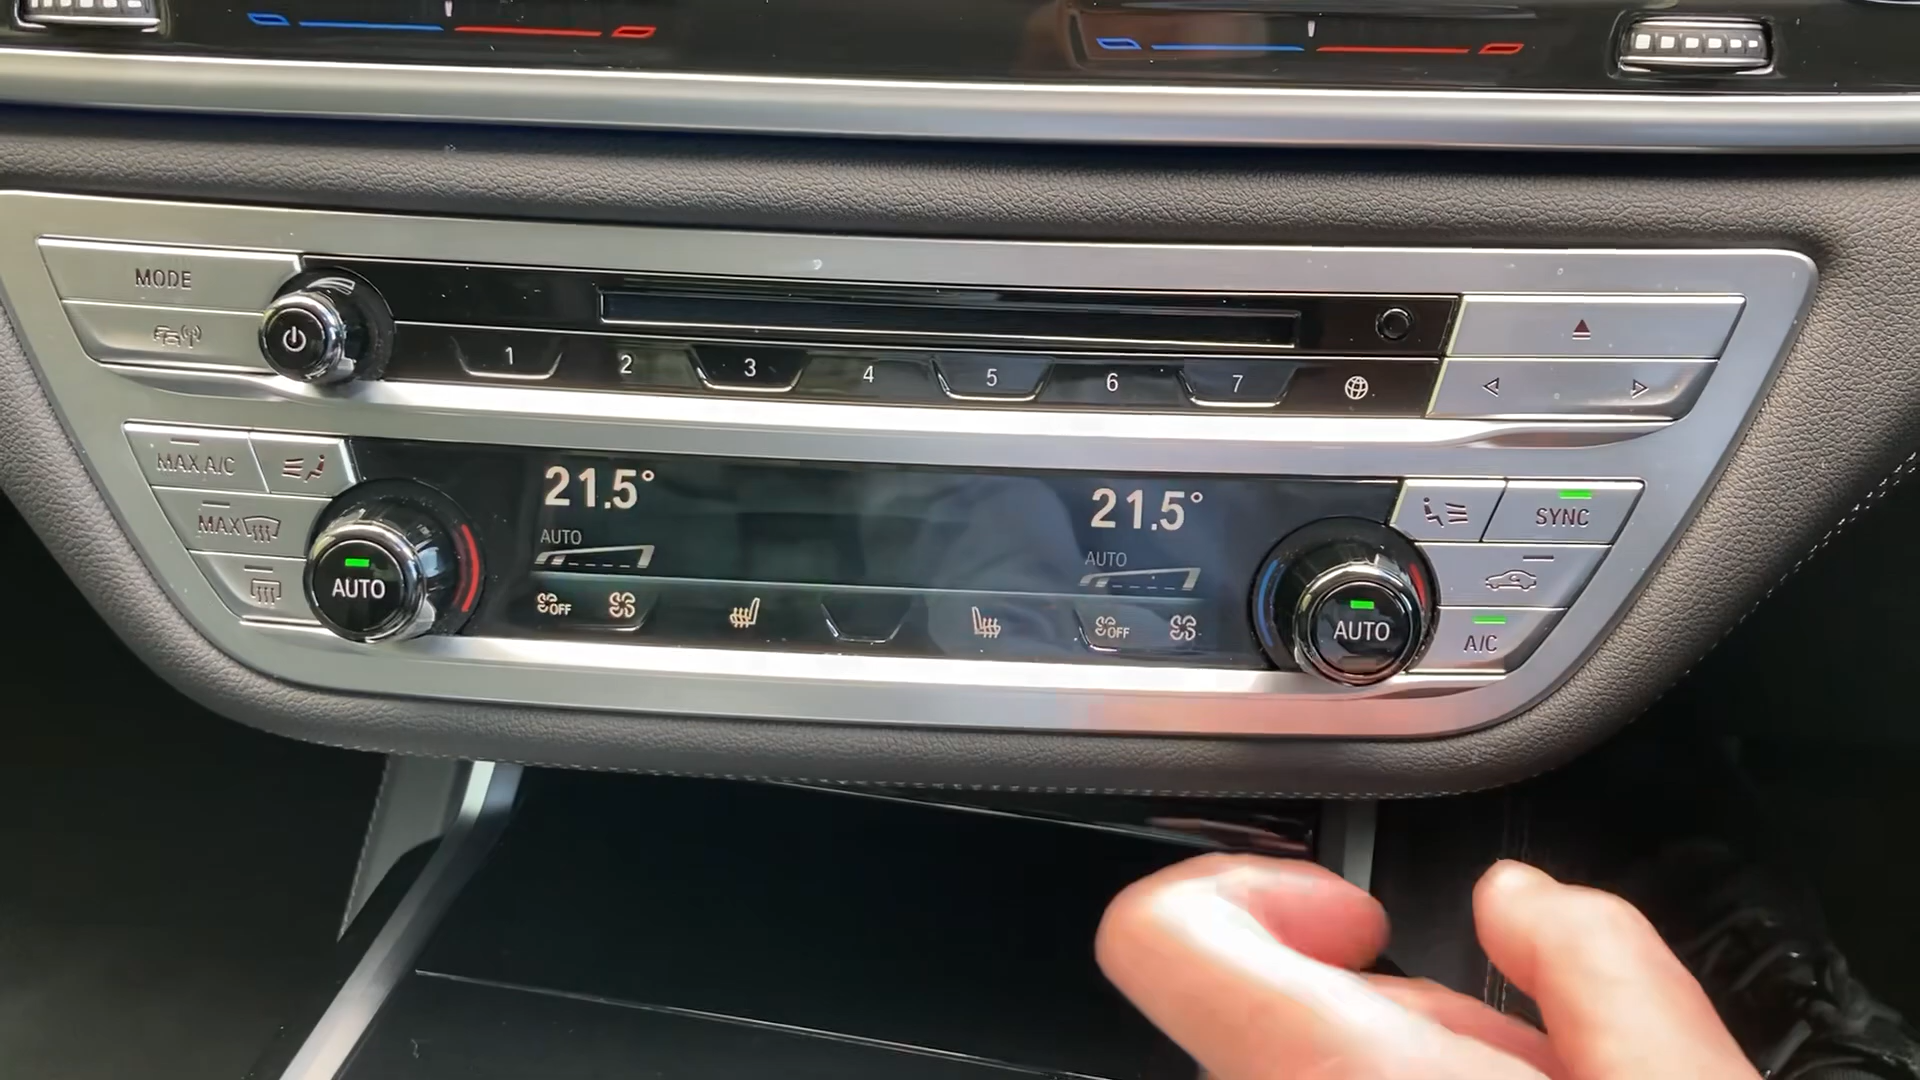 MODE
1 2 3 4 5 6 7
MAX A/C
21.5°
21.5°
SYNC
MAX
AUTO
AUTO
AUTO
AUTO
OFF
OFF
A/C